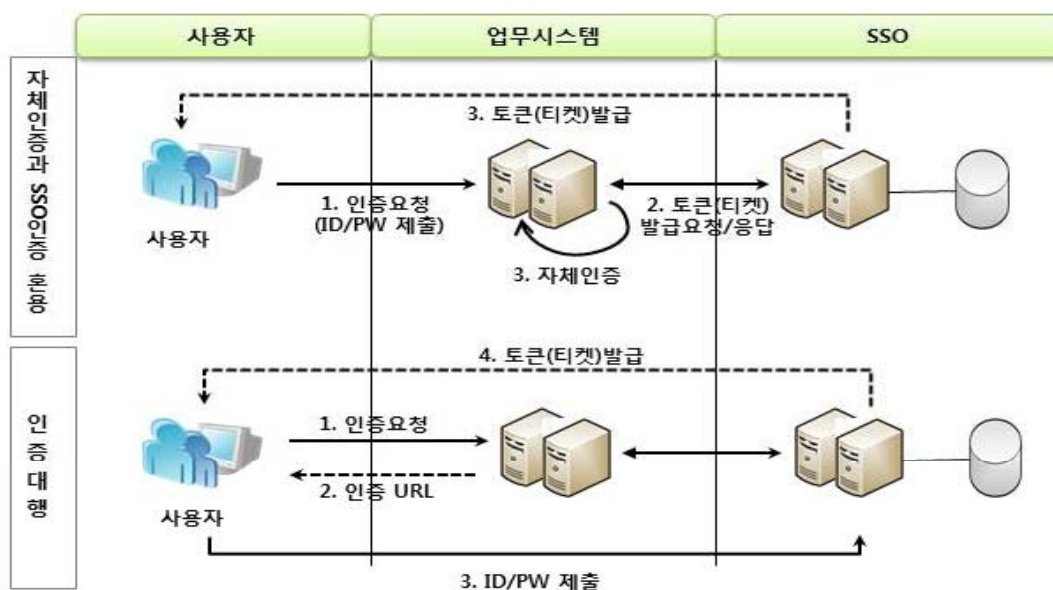 사용자
업무시스템
SSO
자체인증과 SSO인증 혼용
3. 토큰(티켓)발급
1. 인증요청
(ID/PW 제출)
2. 토큰(티켓)
발급요청/응답
사용자
3. 자체인증
인증대행
4. 토큰(티켓)발급
1. 인증요청
2. 인증 URL
사용자
3. ID/PW 제출